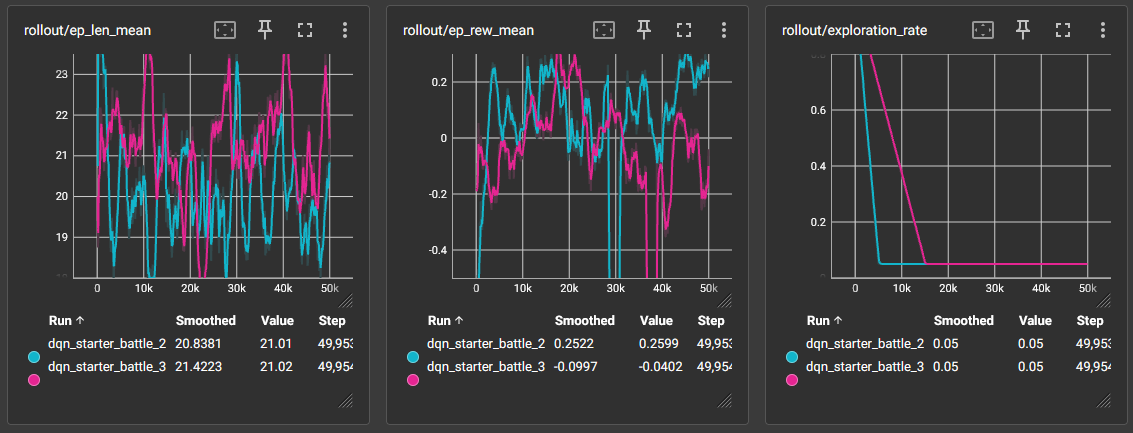 rollout/ep_len_mean
23
22
21
20
19
18
0 10k 20k 30k 40k 50k
Run ↑ Smoothed Value Step
dqn_starter_battle_2 20.8381 21.01 49,953
dqn_starter_battle_3 21.4223 21.02 49,954
rollout/ep_rew_mean
0.2
0
-0.2
-0.4
0 10k 20k 30k 40k 50k
Run ↑ Smoothed Value Step
dqn_starter_battle_2 0.2522 0.2599 49,953
dqn_starter_battle_3 -0.0997 -0.0402 49,954
rollout/exploration_rate
0.8
0.6
0.4
0.2
0
0 10k 20k 30k 40k 50k
Run ↑ Smoothed Value Step
dqn_starter_battle_2 0.05 0.05 49,953
dqn_starter_battle_3 0.05 0.05 49,954